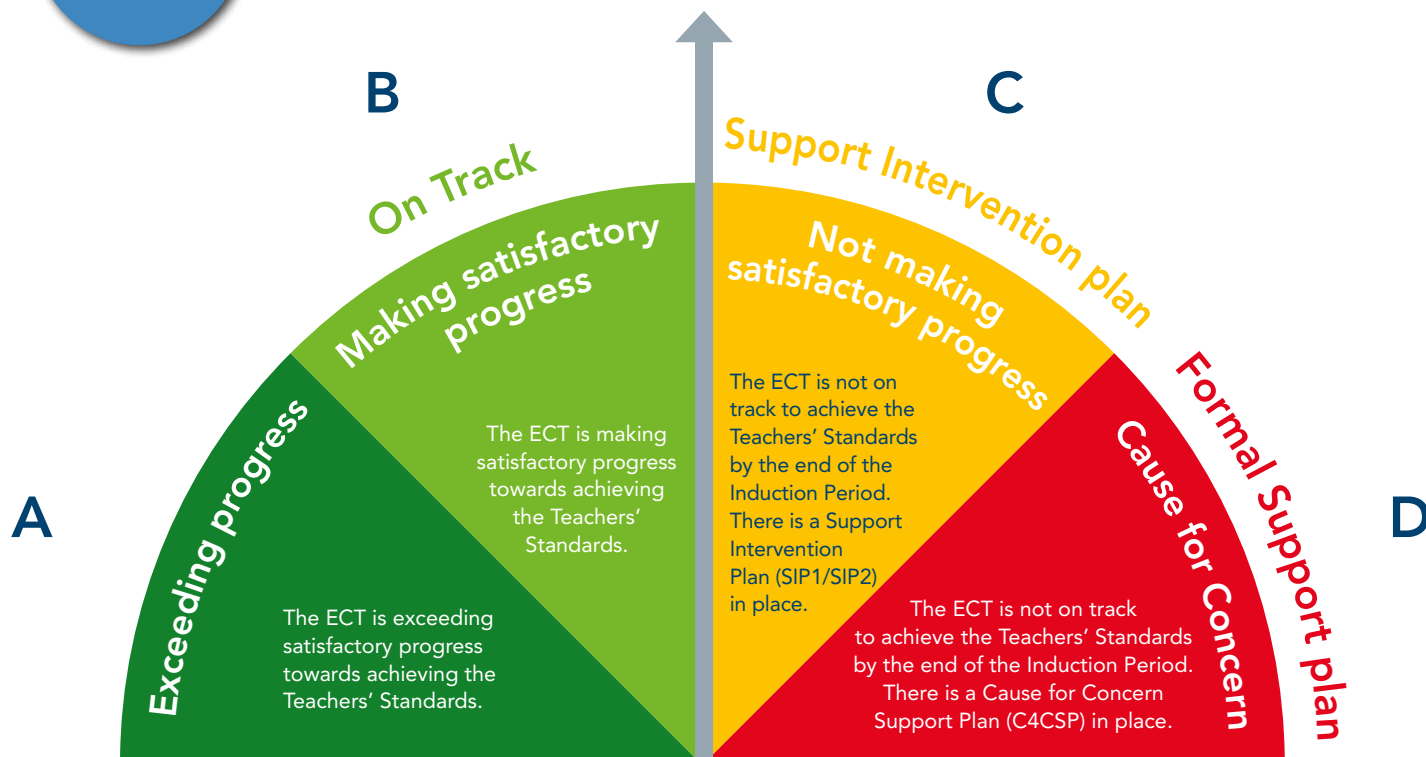 A
Exceeding progress
The ECT is exceeding
satisfactory progress
towards achieving the
Teachers’ Standards.
B
On Track
Making satisfactory
progress
The ECT is making
satisfactory progress
towards achieving
the Teachers’
Standards.
C
Support Intervention plan
Not making
satisfactory progress
The ECT is not on
track to achieve the
Teachers’ Standards
by the end of the
Induction Period.
There is a Support
Intervention
Plan (SIP1/SIP2)
in place.
D
Formal Support plan
Cause for Concern
The ECT is not on track
to achieve the Teachers’ Standards
by the end of the Induction Period.
There is a Cause for Concern
Support Plan (C4CSP) in place.